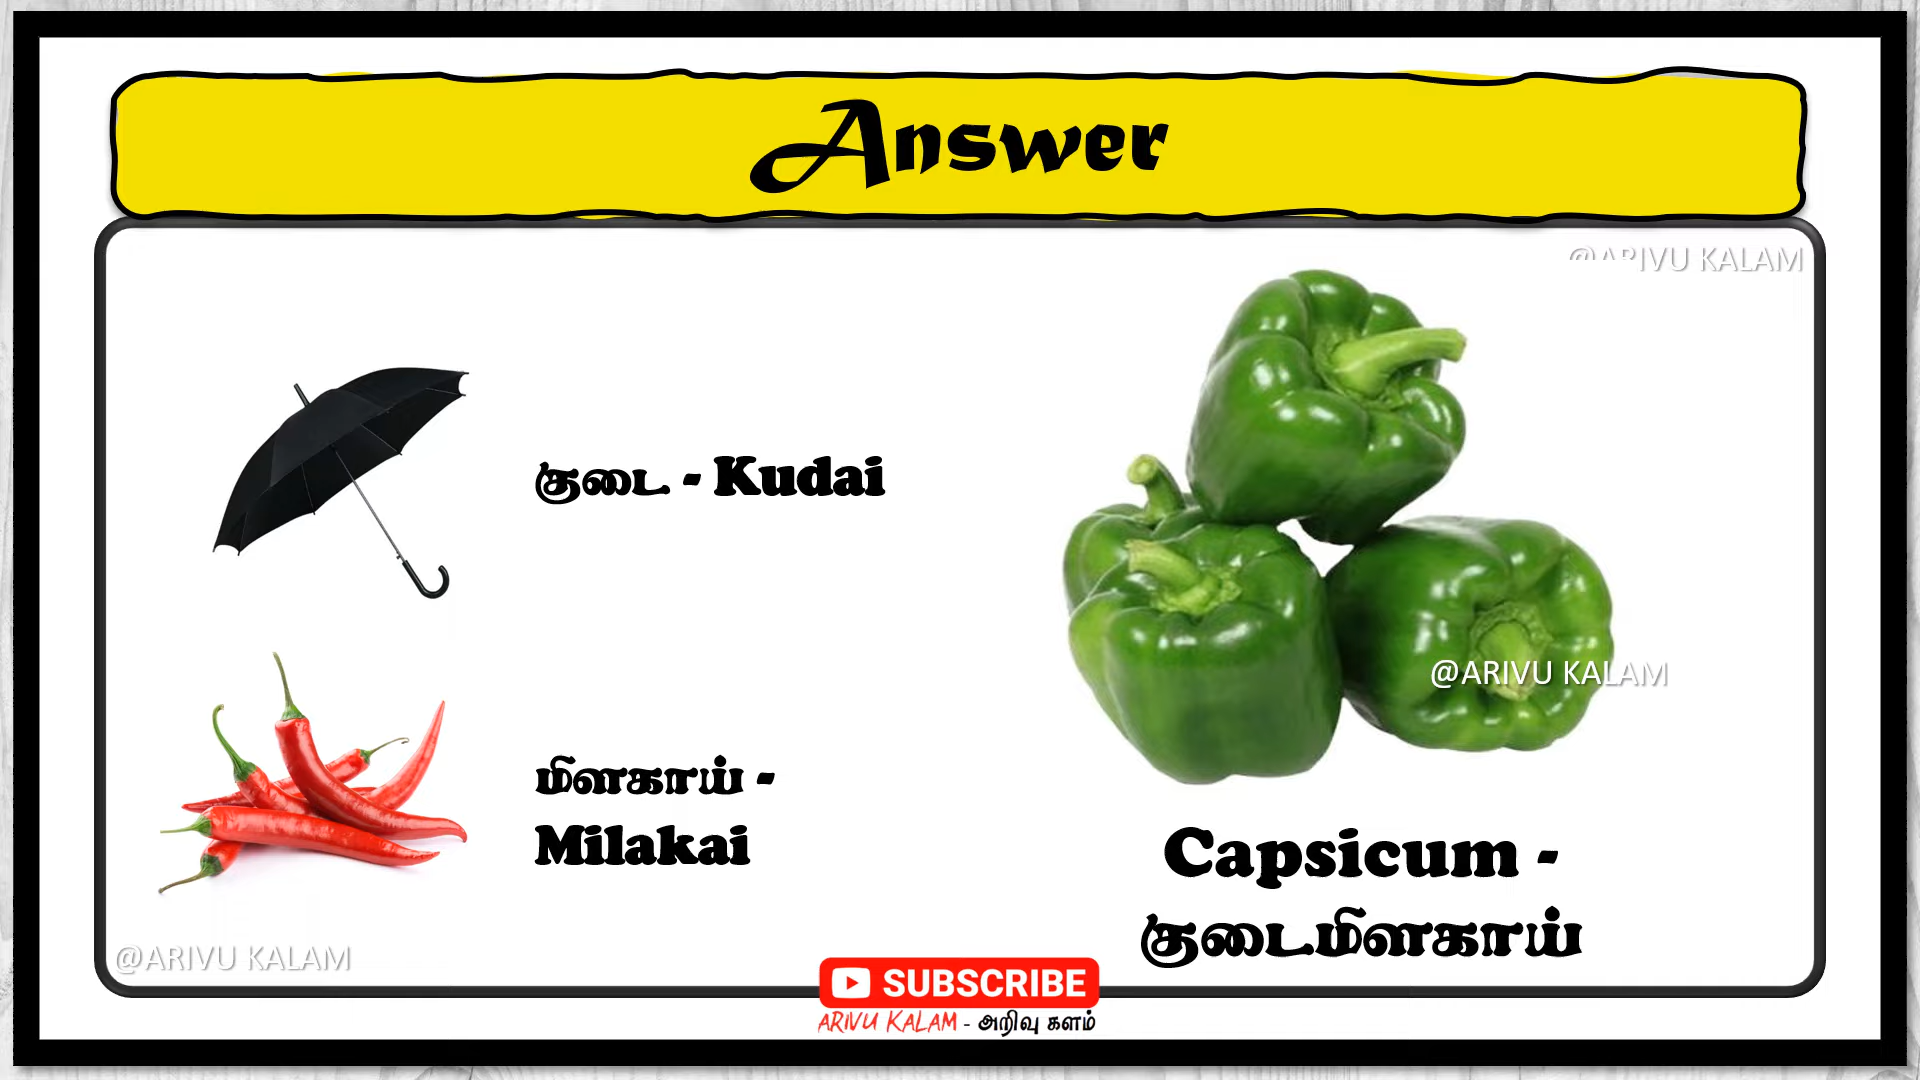 Answer
@ARIVU KALAM
குடை - Kudai
@ARIVU KALAM
மிளகாய் -
Milakai
Capsicum -
குடைமிளகாய்
@ARIVU KALAM
SUBSCRIBE
ARIVU KALAM - அறிவு களம்